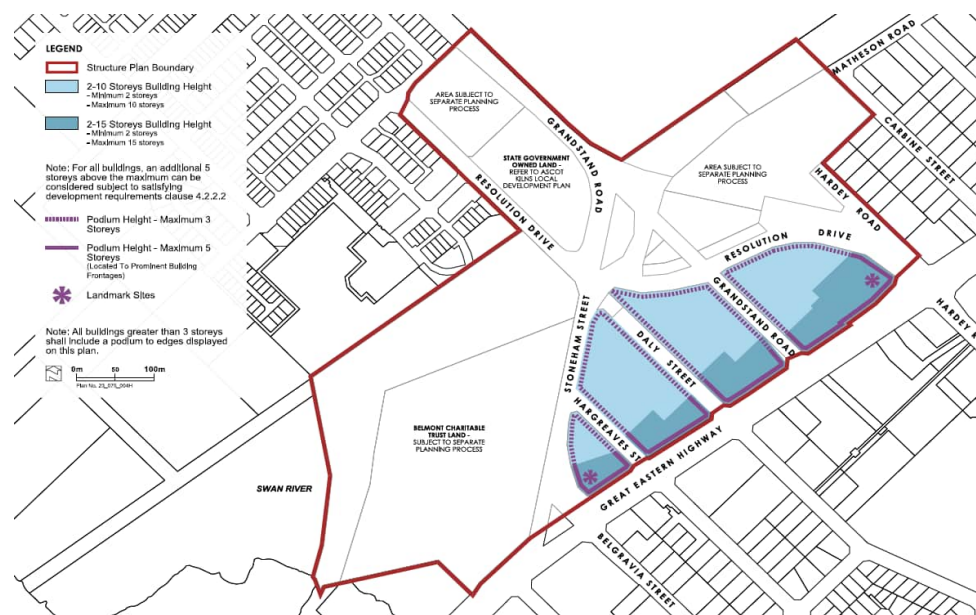 LEGEND
Structure Plan Boundary
2-10 Storeys Building Height
- Minimum 2 storeys
- Maximum 10 storeys
2-15 Storeys Building Height
- Minimum 2 storeys
- Maximum 15 storeys
Note: For all buildings, an additional 5
storeys above the maximum can be
considered subject to satisfying
development requirements clause 4.2.2.2
Podium Height - Maximum 3
Storeys
Podium Height - Maximum 5
Storeys
(Located To Prominent Building
Frontages)
Landmark Sites
Note: All buildings greater than 3 storeys
shall include a podium to edges displayed
on this plan.
0m 50 100m
AREA SUBJECT TO
SEPARATE PLANNING
PROCESS
GRANDSTAND ROAD
STATE GOVERNMENT
OWNED LAND -
REFER TO ASCOT
KILNS LOCAL
DEVELOPMENT PLAN
RESOLUTION DRIVE
AREA SUBJECT TO
SEPARATE PLANNING
PROCESS
MATHESON ROAD
CARBINE STREET
HARDEY ROAD
RESOLUTION DRIVE
GRANDSTAND ROAD
STONEHAM STREET
DALY STREET
HARGREAVES ST
GREAT EASTERN HIGHWAY
BELGRAVIA STREET
BELMONT CHARITABLE
TRUST LAND -
SUBJECT TO SEPARATE
PLANNING PROCESS
SWAN RIVER